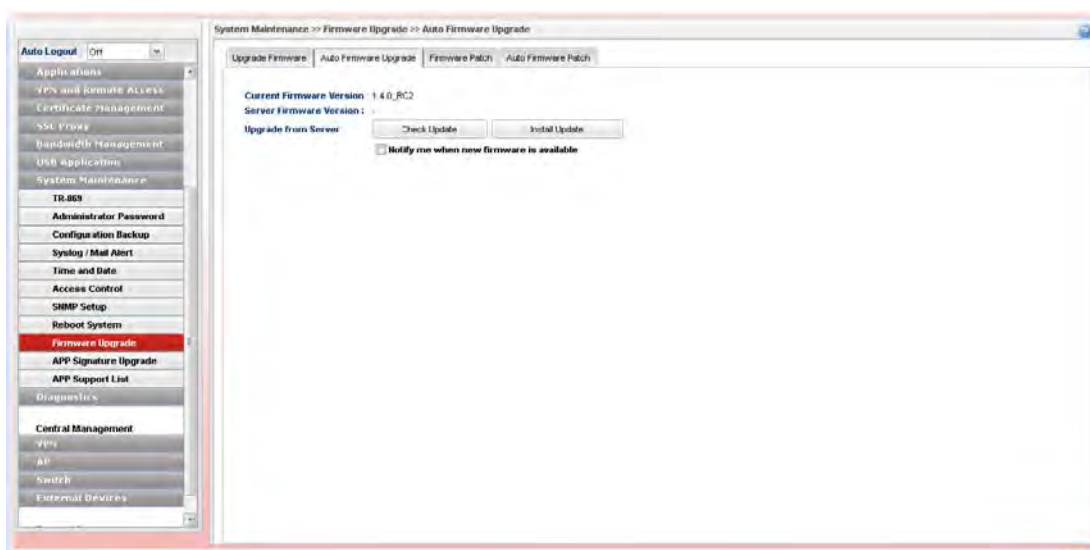 System Maintenance >> Firmware Upgrade >> Auto Firmware Upgrade
Auto Logout Off
Applications
VPN and Remote Access
Certificate Management
SSL Proxy
Bandwidth Management
USB Application
System Maintenance
TR-069
Administrator Password
Configuration Backup
Syslog / Mail Alert
Time and Date
Access Control
SNMP Setup
Reboot System
Firmware Upgrade
APP Signature Upgrade
APP Support List
Diagnostics
Central Management
VPN
AP
Switch
External Devices
Upgrade Firmware Auto Firmware Upgrade Firmware Patch Auto Firmware Patch
Current Firmware Version 1.4.0_RC2
Server Firmware Version :
Upgrade from Server Check Update Install Update
Notify me when new firmware is available